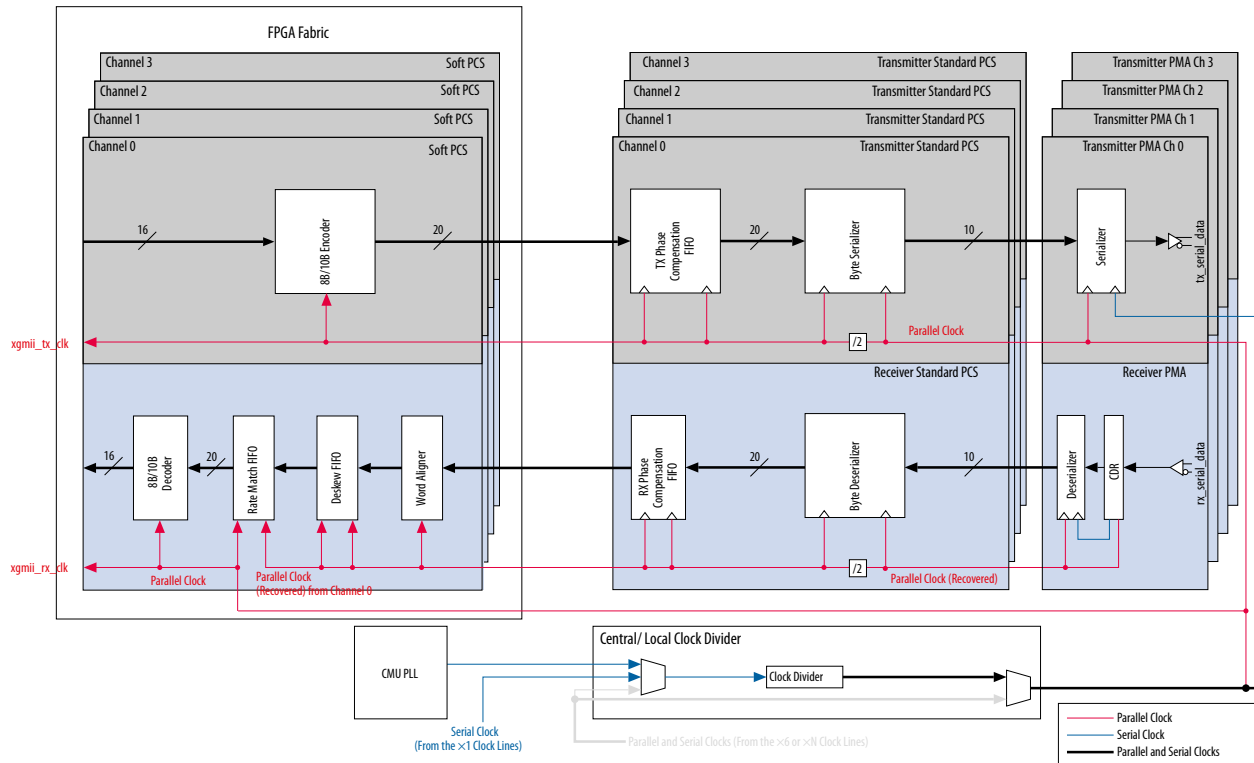 FPGA Fabric
Channel 3
Soft PCS
Channel 2
Soft PCS
Channel 1
Soft PCS
Channel 0
Soft PCS
Channel 3
Transmitter Standard PCS
Channel 2
Transmitter Standard PCS
Channel 1
Transmitter Standard PCS
Channel 0
Transmitter Standard PCS
Transmitter PMA Ch 3
Transmitter PMA Ch 2
Transmitter PMA Ch 1
Transmitter PMA Ch 0
16
8B/10B Encoder
20
TX Phase
Compensation
FIFO
20
Byte Serializer
10
Serializer
tx_serial_data
xgmii_tx_clk
/2
Parallel Clock
Receiver Standard PCS
Receiver PMA
16
8B/10B
Decoder
20
Rate Match FIFO
Deskew FIFO
Word Aligner
RX Phase
Compensation
FIFO
20
Byte Deserializer
10
Deserializer
CDR
rx_serial_data
xgmii_rx_clk
Parallel Clock
Parallel Clock
(Recovered) from Channel 0
/2
Parallel Clock (Recovered)
CMU PLL
Central/ Local Clock Divider
Clock Divider
Serial Clock
(From the ×1 Clock Lines)
Parallel and Serial Clocks (From the ×6 or ×N Clock Lines)
Parallel Clock
Serial Clock
Parallel and Serial Clocks